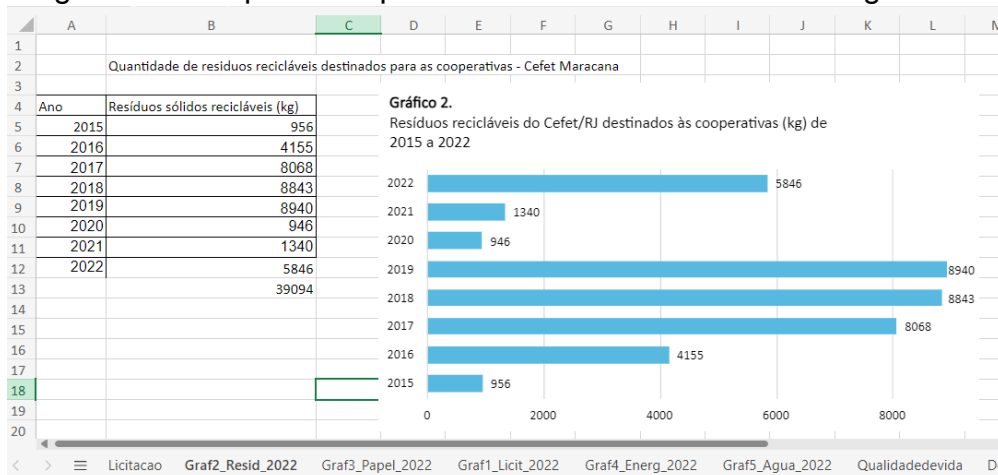 A B C D E F G H I J K L
1
2 Quantidade de residuos recicláveis destinados para as cooperativas - Cefet Maracana
3
4 Ano Resíduos sólidos recicláveis (kg)
5 2015 956
6 2016 4155
7 2017 8068
8 2018 8843
9 2019 8940
10 2020 946
11 2021 1340
12 2022 5846
13 39094
14
15
16
17
18
19
20
Gráfico 2.
Resíduos recicláveis do Cefet/RJ destinados às cooperativas (kg) de
2015 a 2022
2022 5846
2021 1340
2020 946
2019 8940
2018 8843
2017 8068
2016 4155
2015 956
0 2000 4000 6000 8000
Licitacao Graf2_Resid_2022 Graf3_Papel_2022 Graf1_Licit_2022 Graf4_Energ_2022 Graf5_Agua_2022 Qualidadedevida